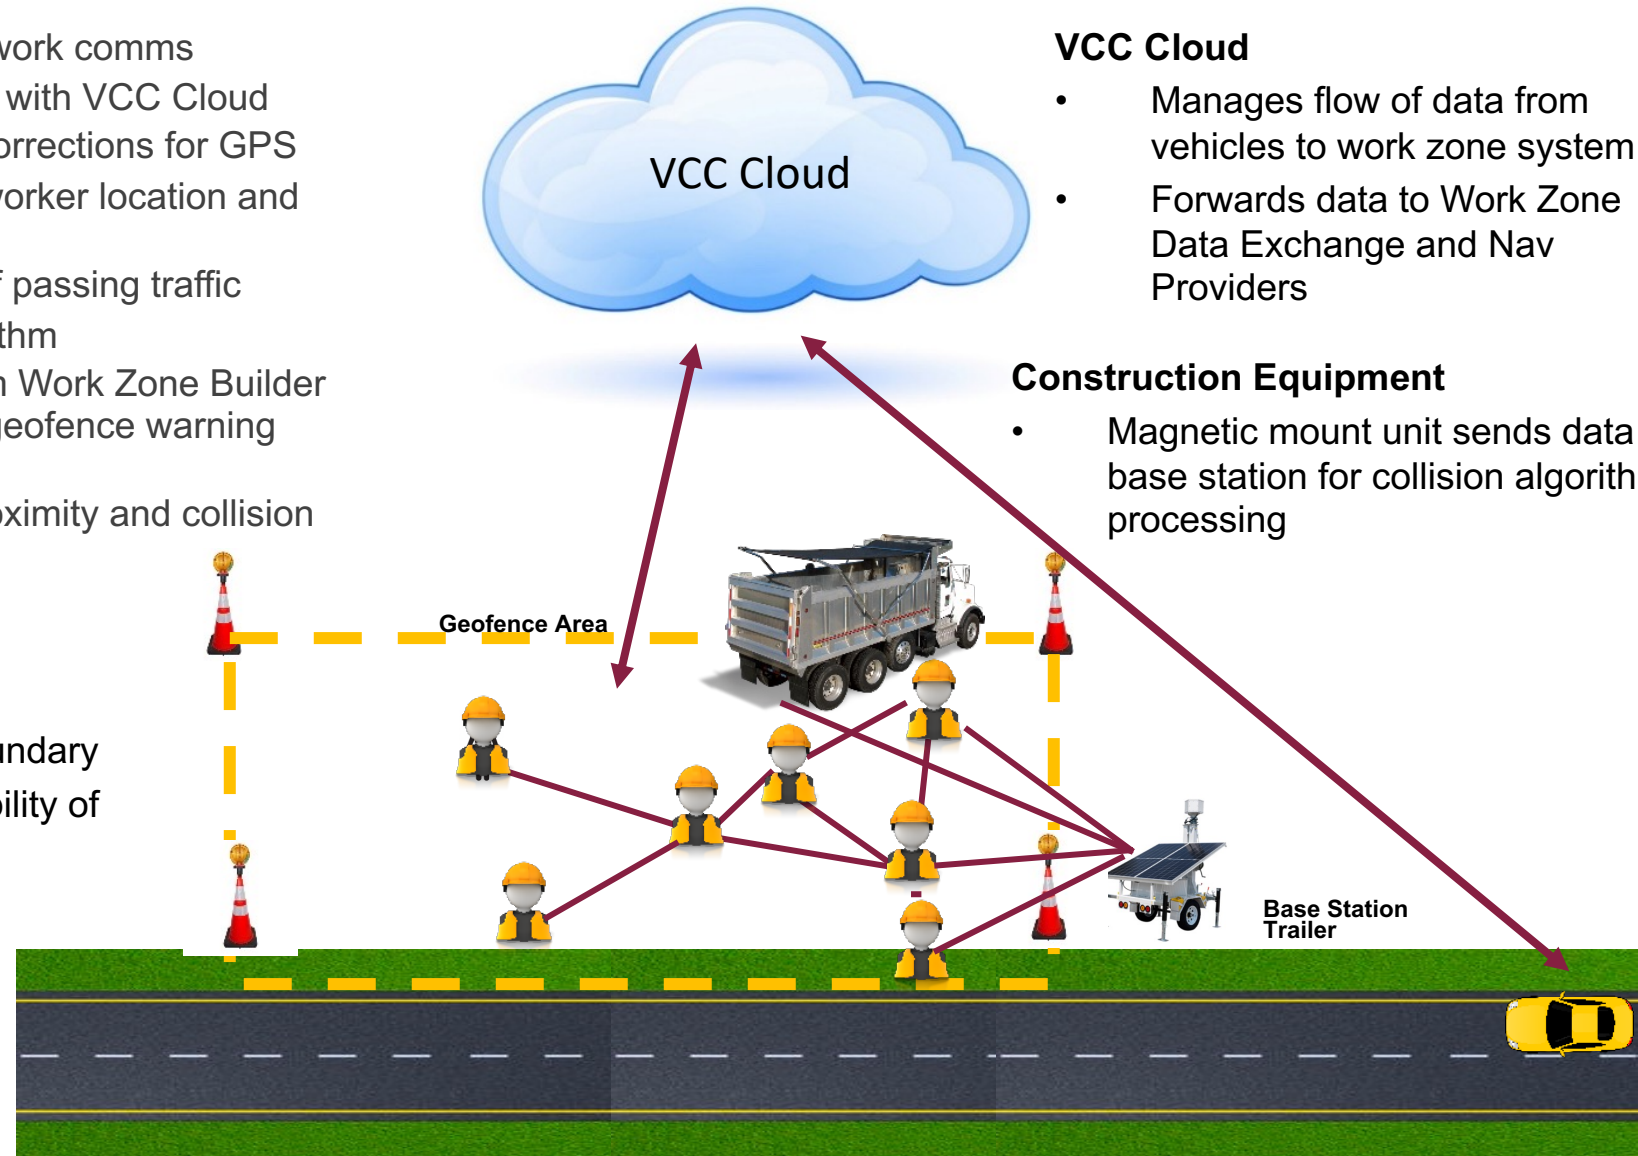 work comms
with VCC Cloud
orrections for GPS
vorker location and
passing traffic
thm
Work Zone Builder
geofence warning
oximity and collision
undary
bility of
VCC Cloud
VCC Cloud
• Manages flow of data from
vehicles to work zone system
• Forwards data to Work Zone
Data Exchange and Nav
Providers
Construction Equipment
• Magnetic mount unit sends data
base station for collision algorith
processing
Geofence Area
Base Station
Trailer